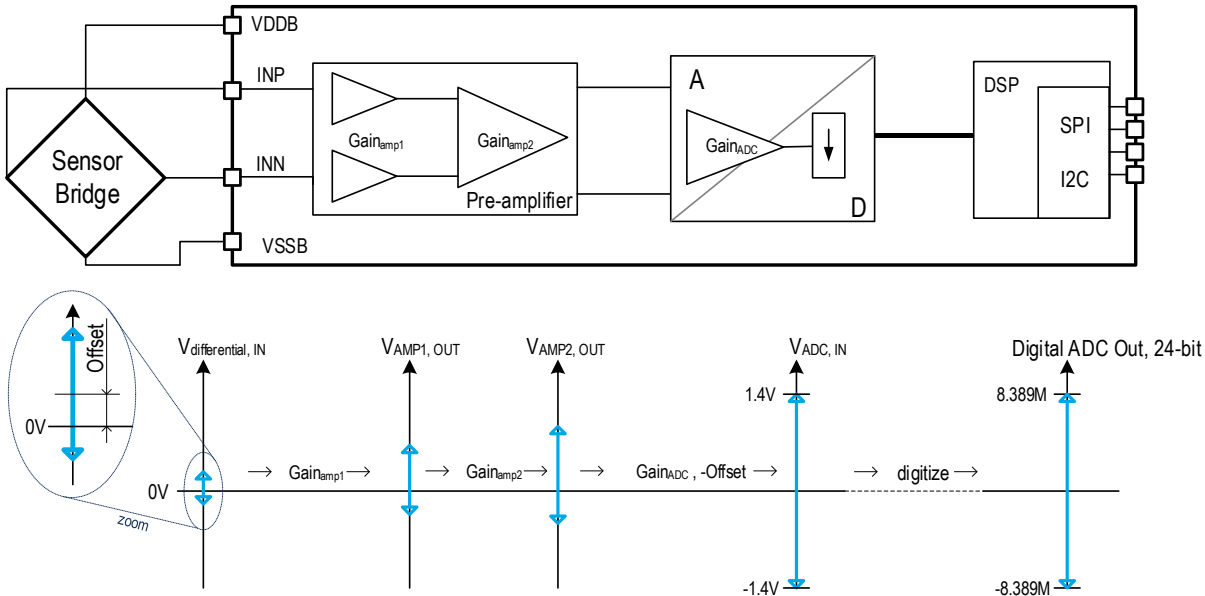 VDDB
INP
A
DSP
Gainamp1
Gainamp2
GainADC
SPI
Sensor
Bridge
INN
I2C
Pre-amplifier
D
VSSB
Offset
0V
zoom
Vdifferential, IN
VAMP1, OUT
VAMP2, OUT
VADC, IN
Digital ADC Out, 24-bit
1.4V
8.389M
0V
→ Gainamp1 →
→ Gainamp2 →
→ GainADC , -Offset →
→ digitize →
-1.4V
-8.389M